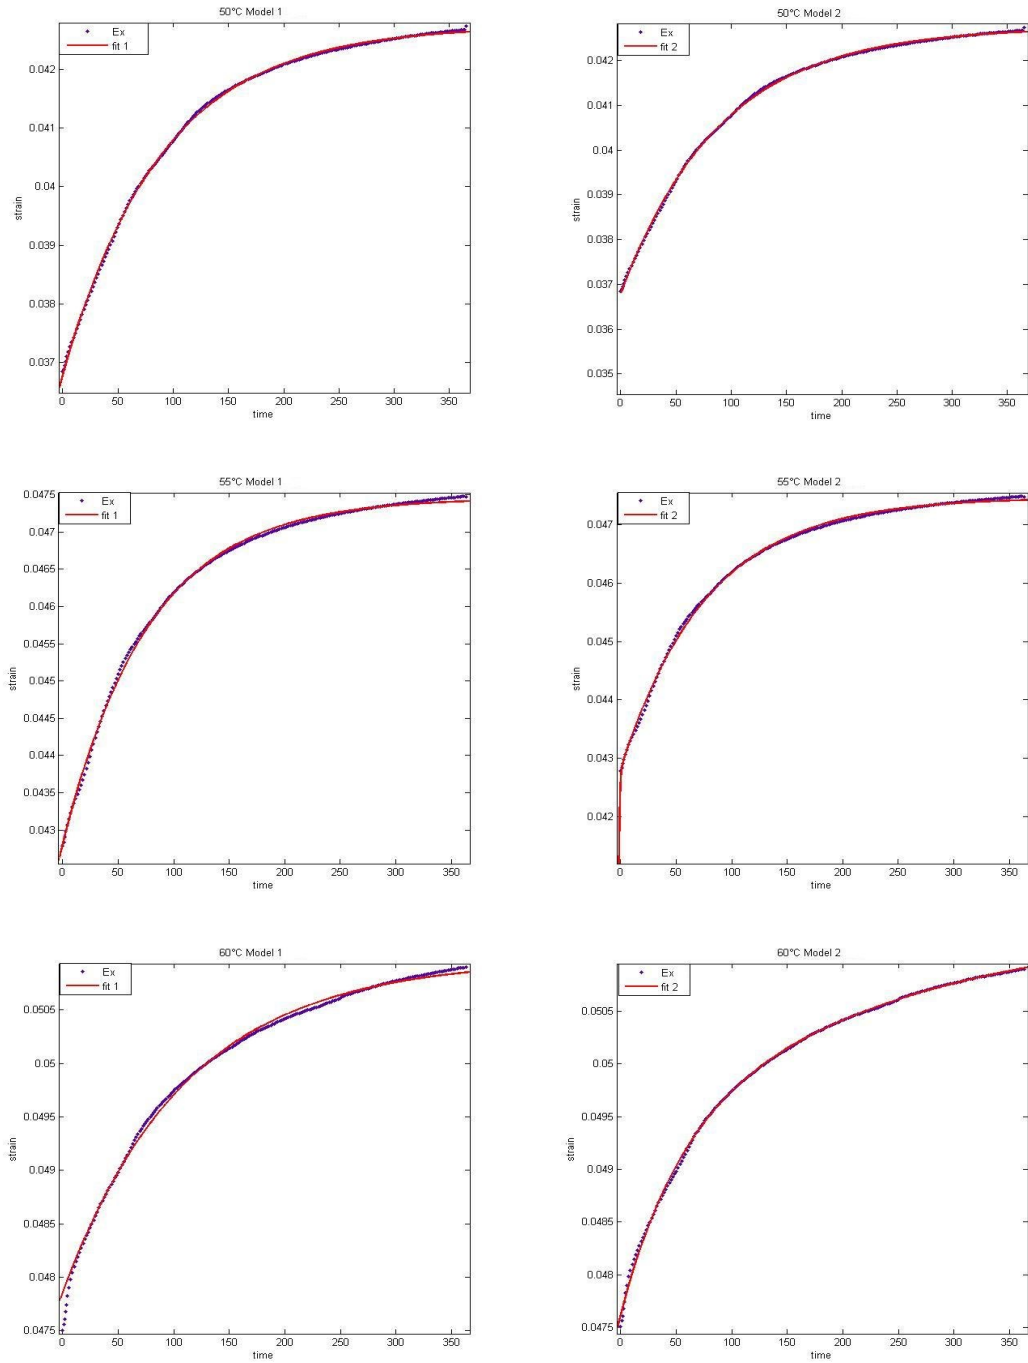 50°C Model 1
Ex
fit 1
0.042
0.041
0.04
0.039
0.038
0.037
strain
0 50 100 150 200 250 300 350
time
50°C Model 2
Ex
fit 2
0.042
0.041
0.04
0.039
0.038
0.037
0.036
0.035
strain
0 50 100 150 200 250 300 350
time
55°C Model 1
Ex
fit 1
0.0475
0.047
0.0465
0.046
0.0455
0.045
0.0445
0.044
0.0435
0.043
strain
0 50 100 150 200 250 300 350
time
55°C Model 2
Ex
fit 2
0.047
0.046
0.045
0.044
0.043
0.042
strain
0 50 100 150 200 250 300 350
time
60°C Model 1
Ex
fit 1
0.0505
0.05
0.0495
0.049
0.0485
0.048
0.0475
strain
0 50 100 150 200 250 300 350
time
60°C Model 2
Ex
fit 2
0.0505
0.05
0.0495
0.049
0.0485
0.048
0.0475
strain
0 50 100 150 200 250 300 350
time